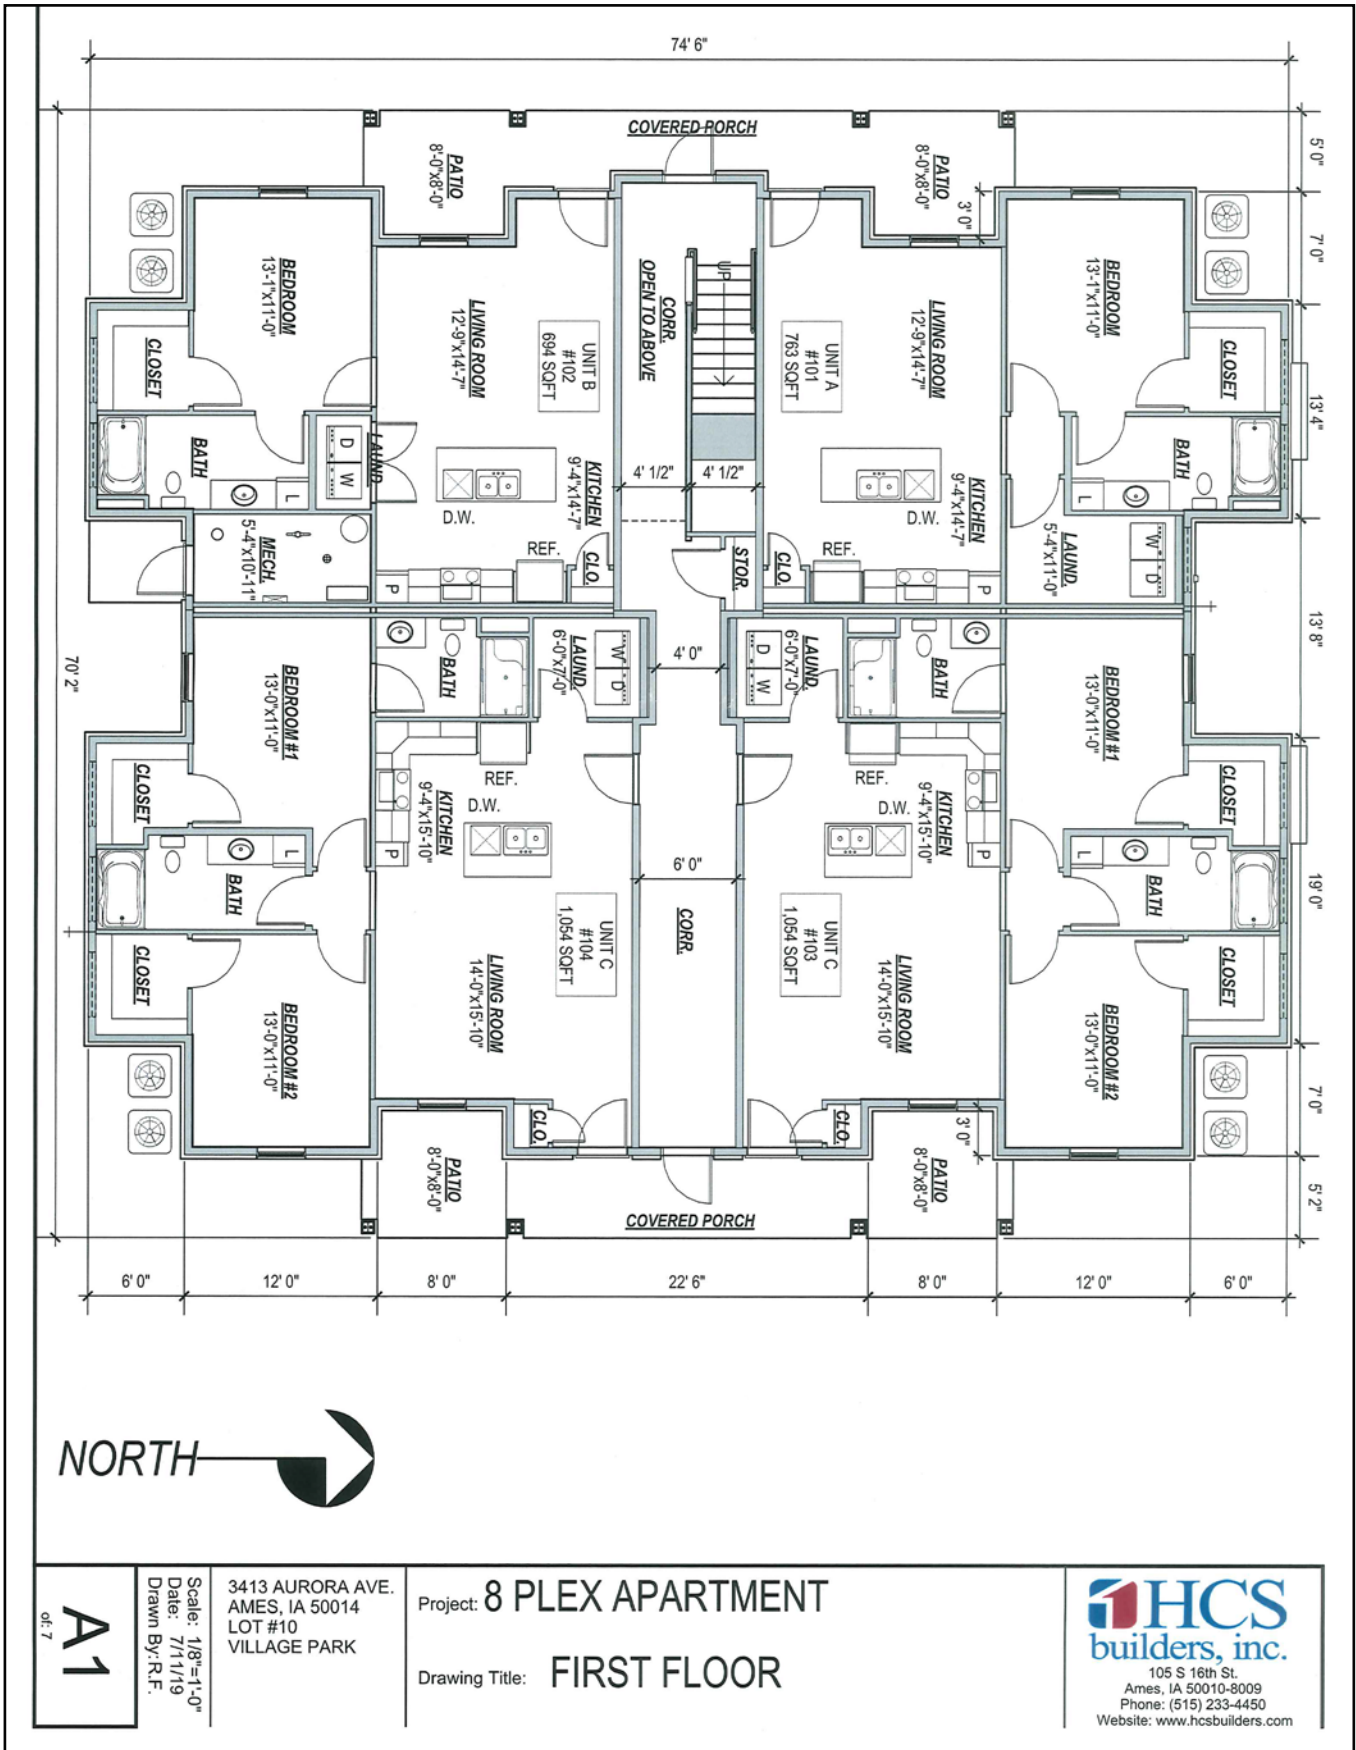 74' 6"
COVERED PORCH
PATIO
8'-0"x8'-0"
PATIO
8'-0"x8'-0"
3' 0"
5' 0"
7' 0"
13' 4"
13' 8"
19' 0"
7' 0"
5' 2"
70' 2"
BEDROOM
13'-1"x11'-0"
LIVING ROOM
12'-9"x14'-7"
UNIT B
#102
694 SQFT
CORR.
OPEN TO ABOVE
UP
UNIT A
#101
763 SQFT
LIVING ROOM
12'-9"x14'-7"
BEDROOM
13'-1"x11'-0"
CLOSET
CLOSET
BATH
D
W
LAUND.
L
D.W.
KITCHEN
9'-4"x14'-7"
REF.
CLO.
P
4' 1/2"
4' 1/2"
STOR.
CLO.
REF.
D.W.
KITCHEN
9'-4"x14'-7"
P
BATH
L
LAUND.
5'-4"x11'-0"
W
D
MECH.
5'-4"x10'-11"
BEDROOM #1
13'-0"x11'-0"
BATH
LAUND.
6'-0"x7'-0"
W
D
4' 0"
D
W
LAUND.
6'-0"x7'-0"
BATH
BEDROOM #1
13'-0"x11'-0"
CLOSET
REF.
D.W.
KITCHEN
9'-4"x15'-10"
P
REF.
D.W.
KITCHEN
9'-4"x15'-10"
P
CLOSET
L
BATH
6' 0"
L
BATH
UNIT C
#104
1,054 SQFT
CORR.
UNIT C
#103
1,054 SQFT
CLOSET
BEDROOM #2
13'-0"x11'-0"
LIVING ROOM
14'-0"x15'-10"
LIVING ROOM
14'-0"x15'-10"
BEDROOM #2
13'-0"x11'-0"
CLOSET
CLO.
CLO.
3' 0"
PATIO
8'-0"x8'-0"
PATIO
8'-0"x8'-0"
COVERED PORCH
6' 0"
12' 0"
8' 0"
22' 6"
8' 0"
12' 0"
6' 0"
NORTH
A1
of: 7
Scale: 1/8"=1'-0"
Date: 7/11/19
Drawn By: R.F.
3413 AURORA AVE.
AMES, IA 50014
LOT #10
VILLAGE PARK
Project: 8 PLEX APARTMENT
Drawing Title: FIRST FLOOR
HCS
builders, inc.
105 S 16th St.
Ames, IA 50010-8009
Phone: (515) 233-4450
Website: www.hcsbuilders.com